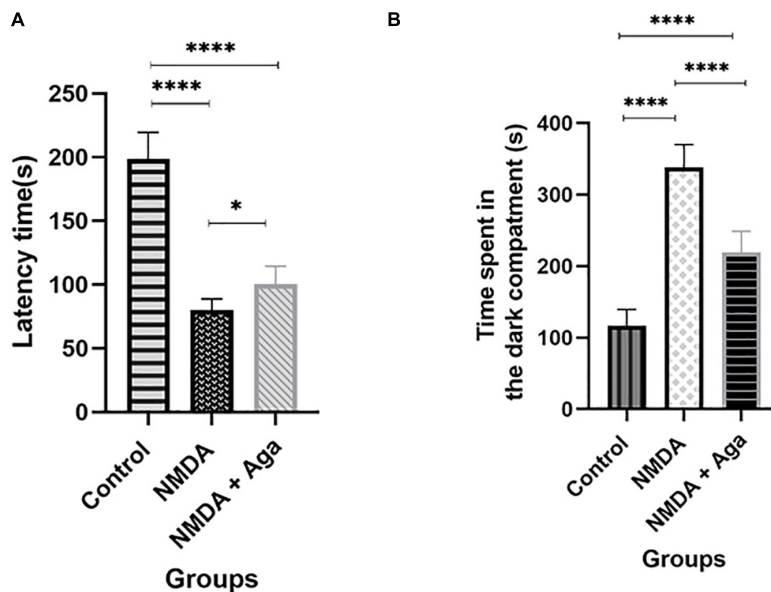 A
****
****
*
Latency time(s)
250
200
150
100
50
0
Control
NMDA
NMDA + Aga
Groups
B
****
****
****
Time spent in
the dark compatment (s)
400
300
200
100
0
Control
NMDA
NMDA + Aga
Groups